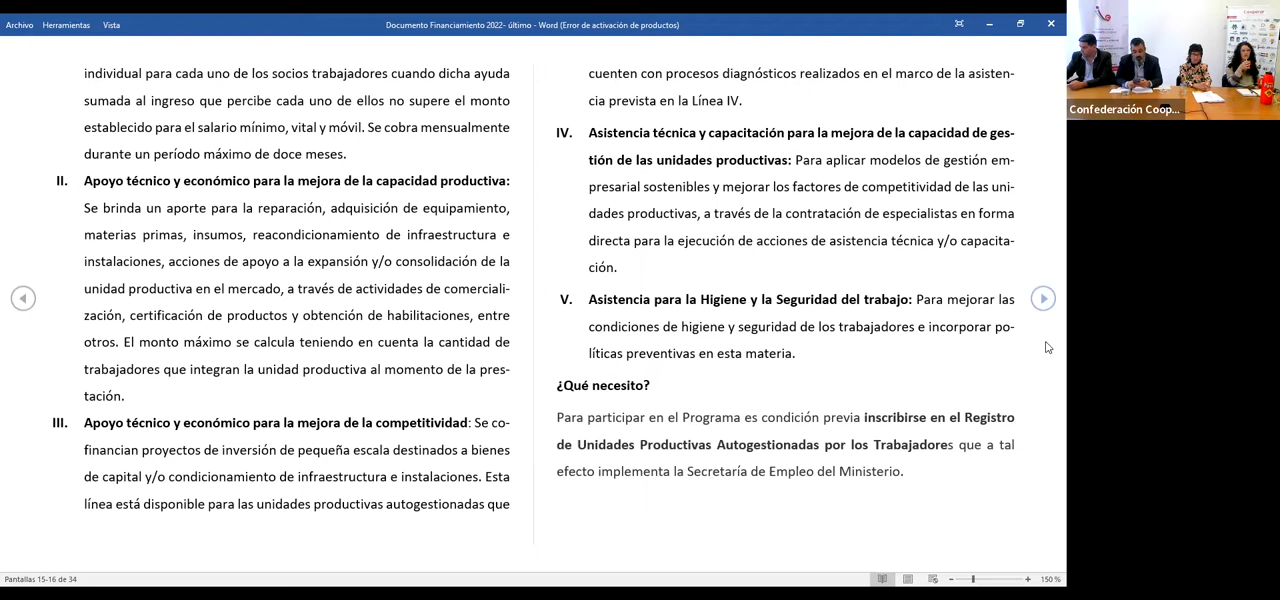 Archivo Herramientas Vista
Documento Financiamiento 2022- último - Word (Error de activación de productos)
individual para cada uno de los socios trabajadores cuando dicha ayuda
sumada al ingreso que percibe cada uno de ellos no supere el monto
establecido para el salario mínimo, vital y móvil. Se cobra mensualmente
durante un período máximo de doce meses.
II. Apoyo técnico y económico para la mejora de la capacidad productiva:
Se brinda un aporte para la reparación, adquisición de equipamiento,
materias primas, insumos, reacondicionamiento de infraestructura e
instalaciones, acciones de apoyo a la expansión y/o consolidación de la
unidad productiva en el mercado, a través de actividades de comerciali-
zación, certificación de productos y obtención de habilitaciones, entre
otros. El monto máximo se calcula teniendo en cuenta la cantidad de
trabajadores que integran la unidad productiva al momento de la pres-
tación.
III. Apoyo técnico y económico para la mejora de la competitividad: Se co-
financian proyectos de inversión de pequeña escala destinados a bienes
de capital y/o condicionamiento de infraestructura e instalaciones. Esta
línea está disponible para las unidades productivas autogestionadas que
cuenten con procesos diagnósticos realizados en el marco de la asisten-
cia prevista en la Línea IV.
IV. Asistencia técnica y capacitación para la mejora de la capacidad de ges-
tión de las unidades productivas: Para aplicar modelos de gestión em-
presarial sostenibles y mejorar los factores de competitividad de las uni-
dades productivas, a través de la contratación de especialistas en forma
directa para la ejecución de acciones de asistencia técnica y/o capacita-
ción.
V. Asistencia para la Higiene y la Seguridad del trabajo: Para mejorar las
condiciones de higiene y seguridad de los trabajadores e incorporar po-
líticas preventivas en esta materia.
¿Qué necesito?
Para participar en el Programa es condición previa inscribirse en el Registro
de Unidades Productivas Autogestionadas por los Trabajadores que a tal
efecto implementa la Secretaría de Empleo del Ministerio.
Pantallas 15-16 de 34
150 %
Confederación Coop...